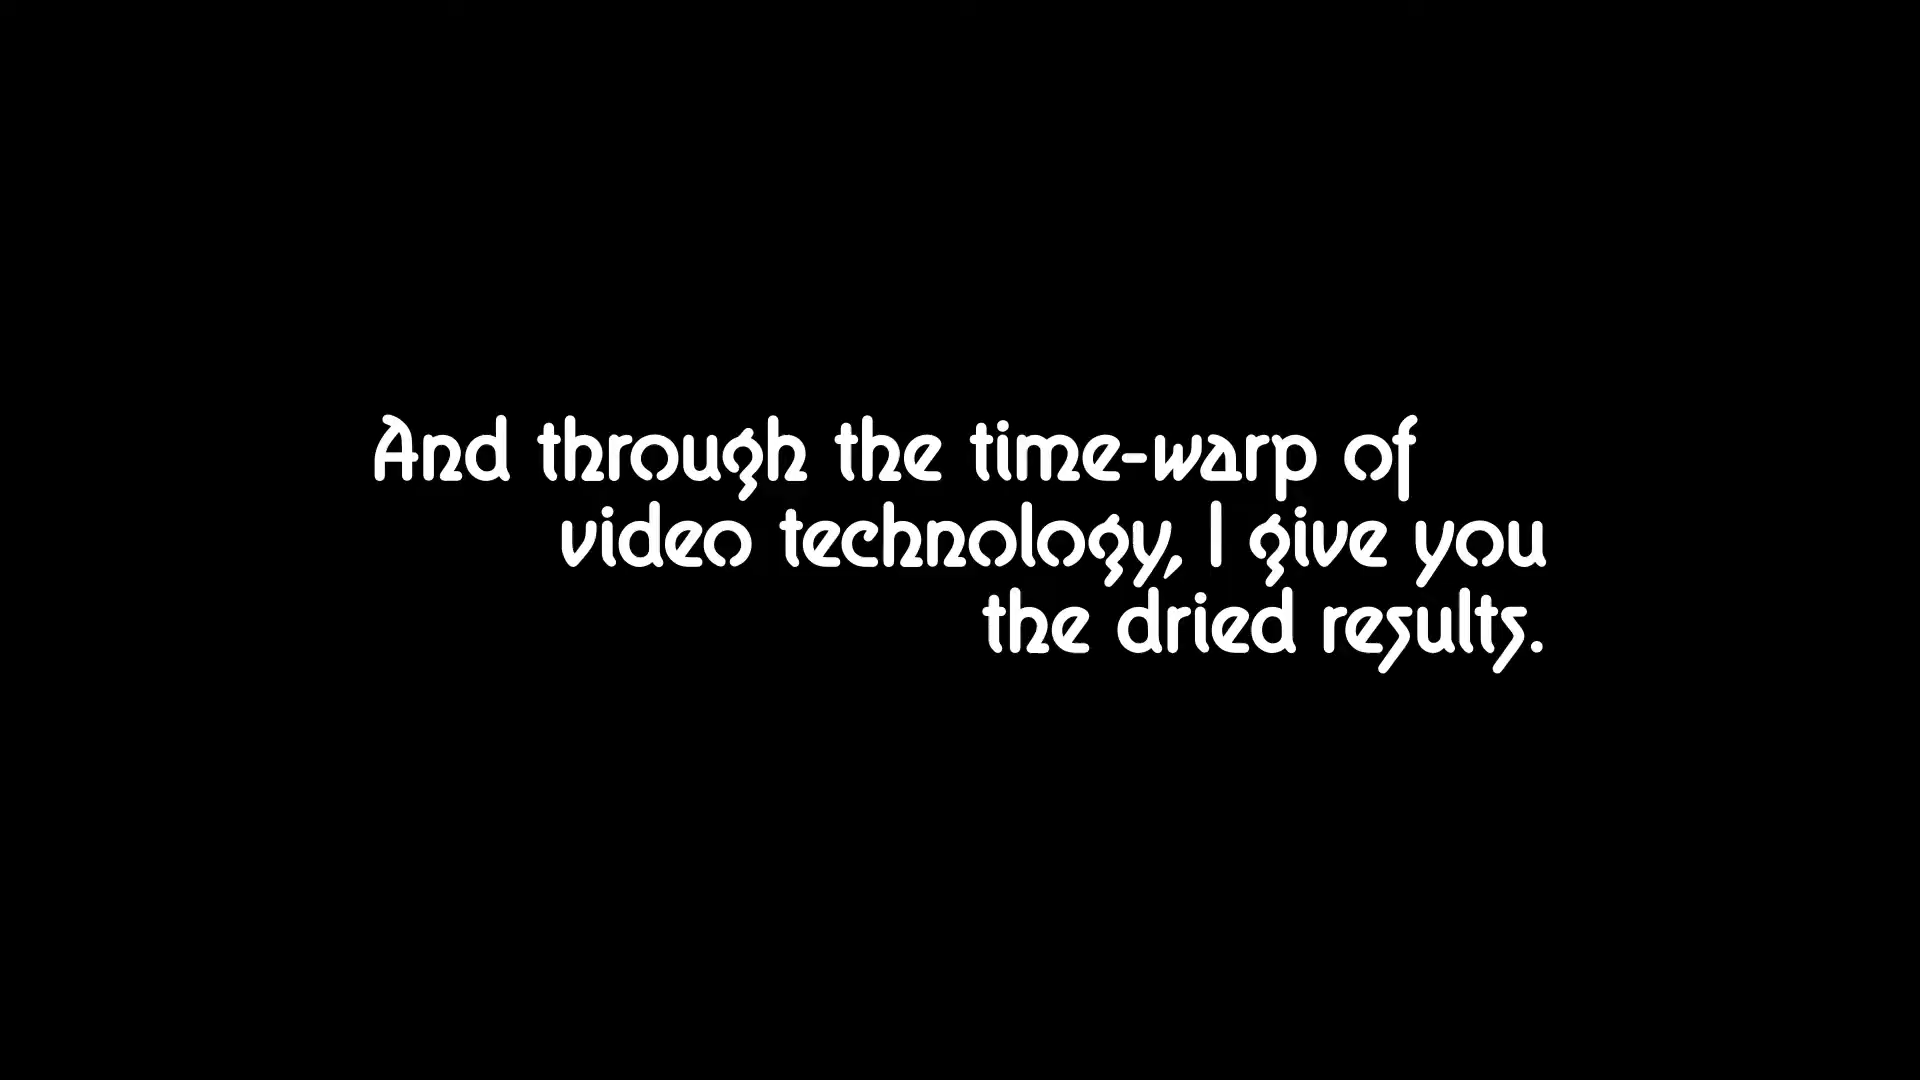 And through the time-warp of
video technology, I give you
the dried results.